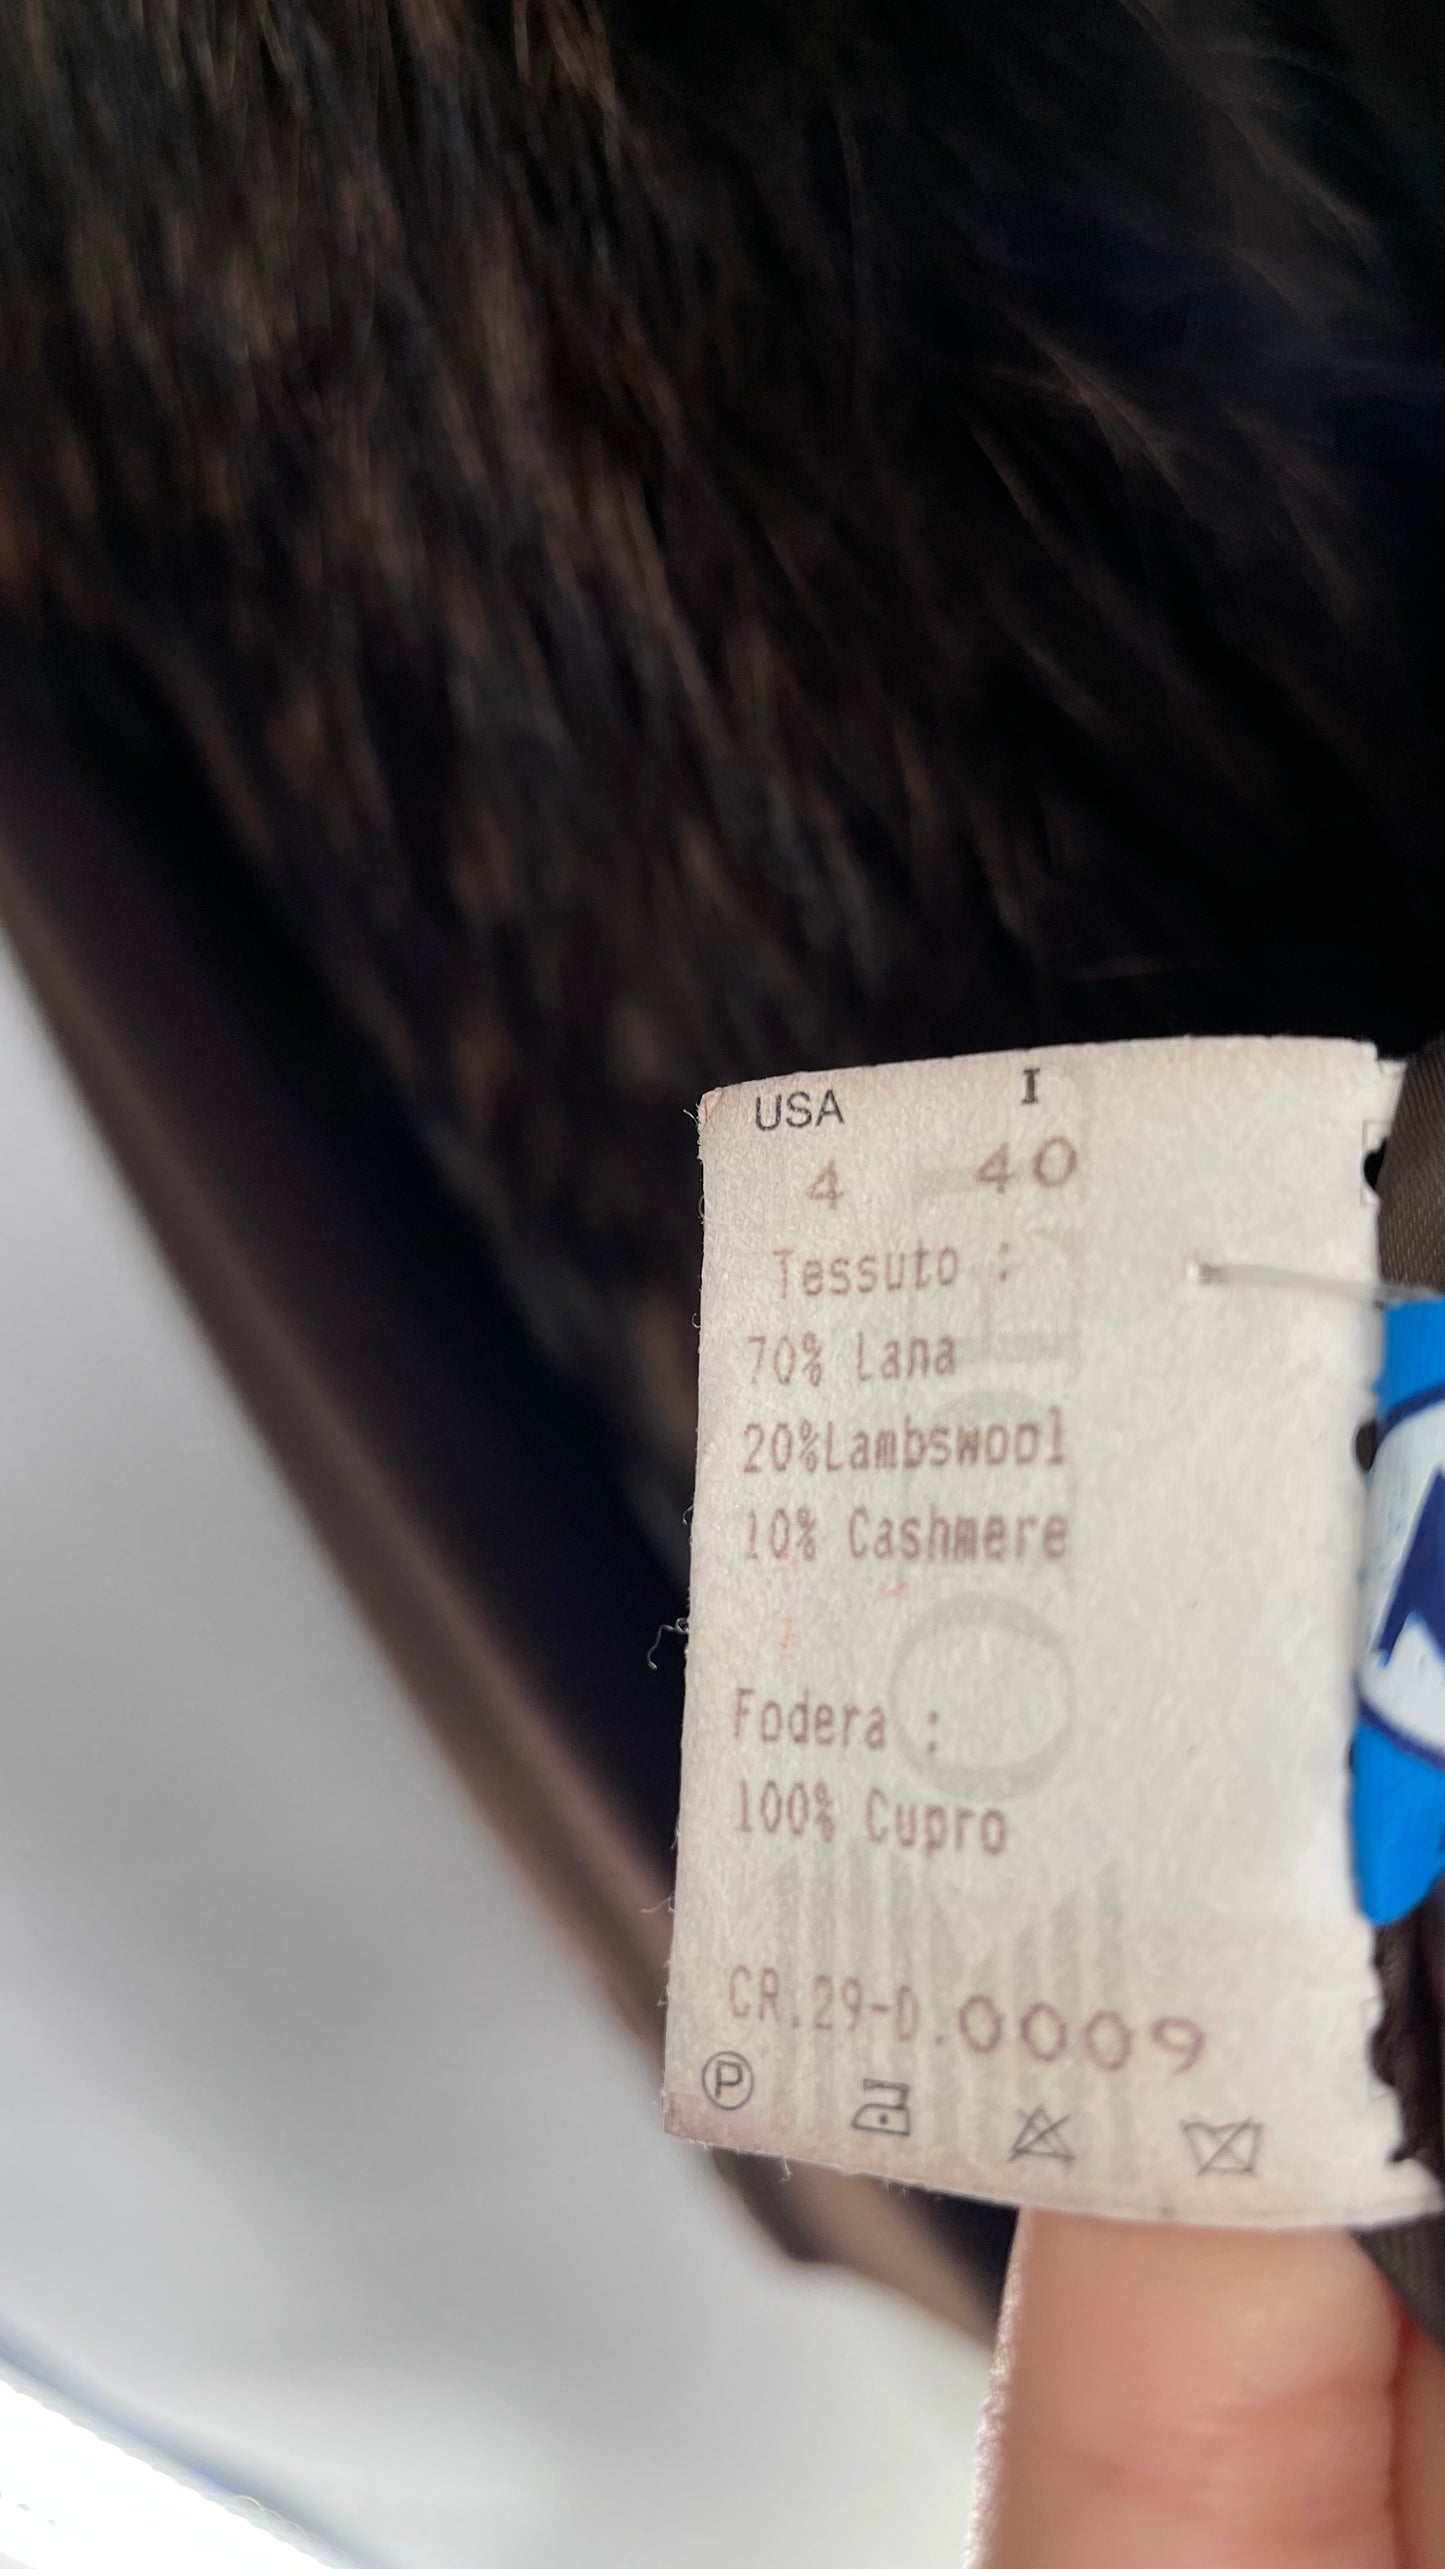 USA I
4 40
Tessuto :
70% Lana
20%Lambswool
10% Cashmere
Fodera :
100% Cupro
CR.29-D.0009
P